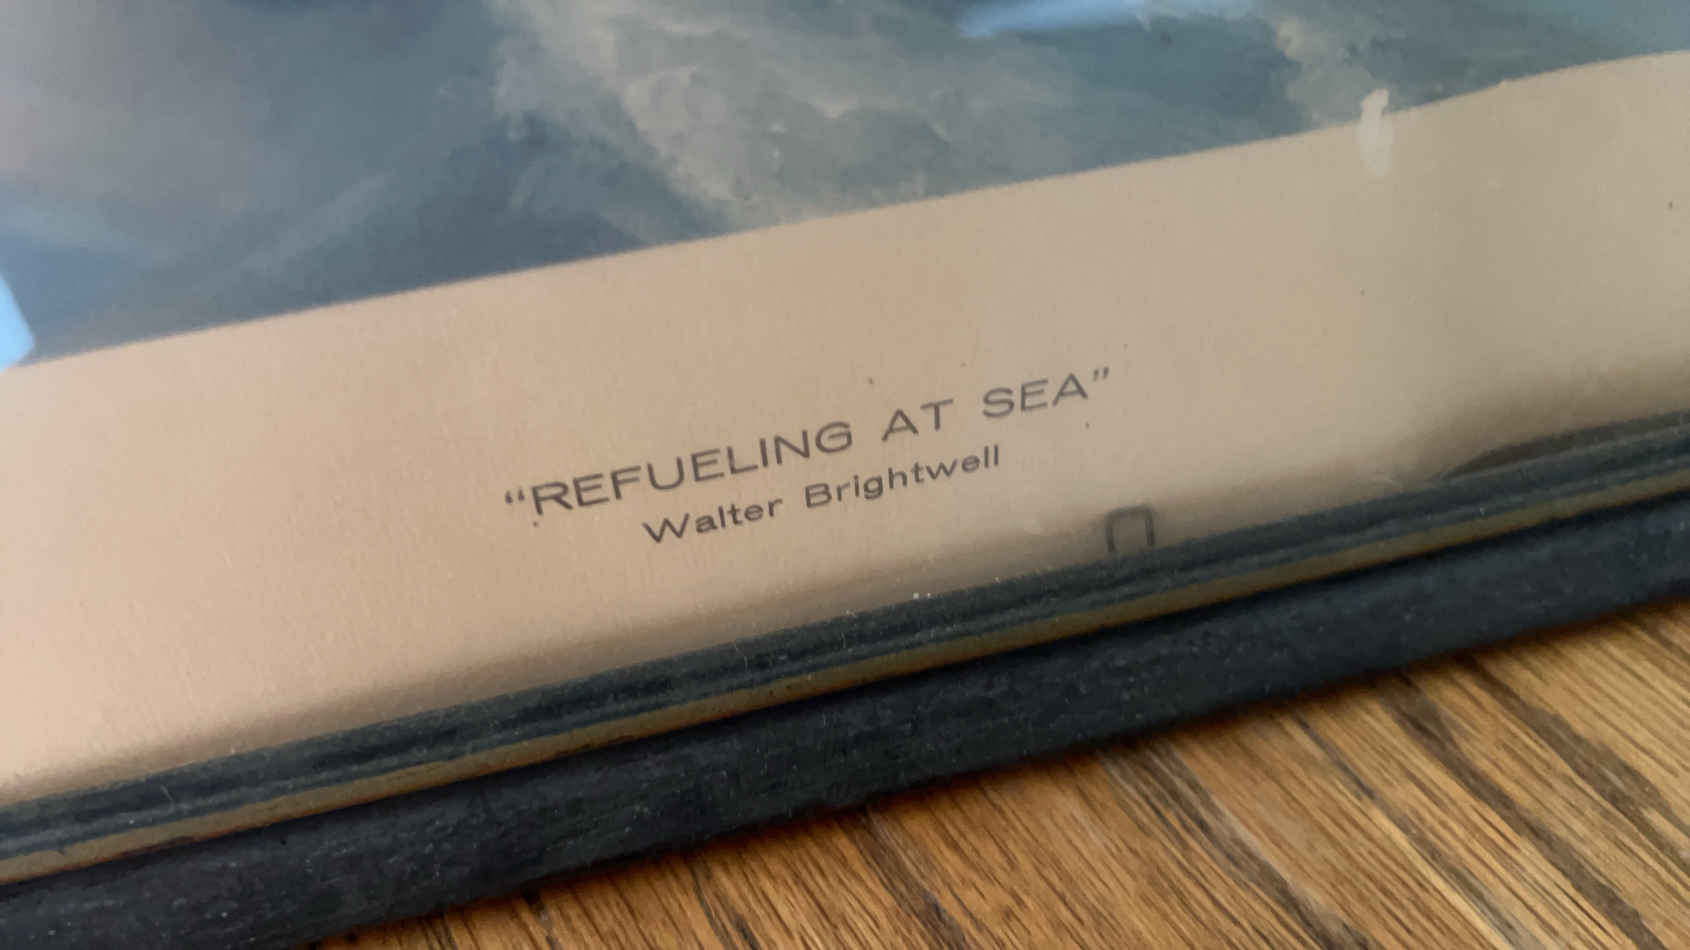 “REFUELING AT SEA”
Walter Brightwell